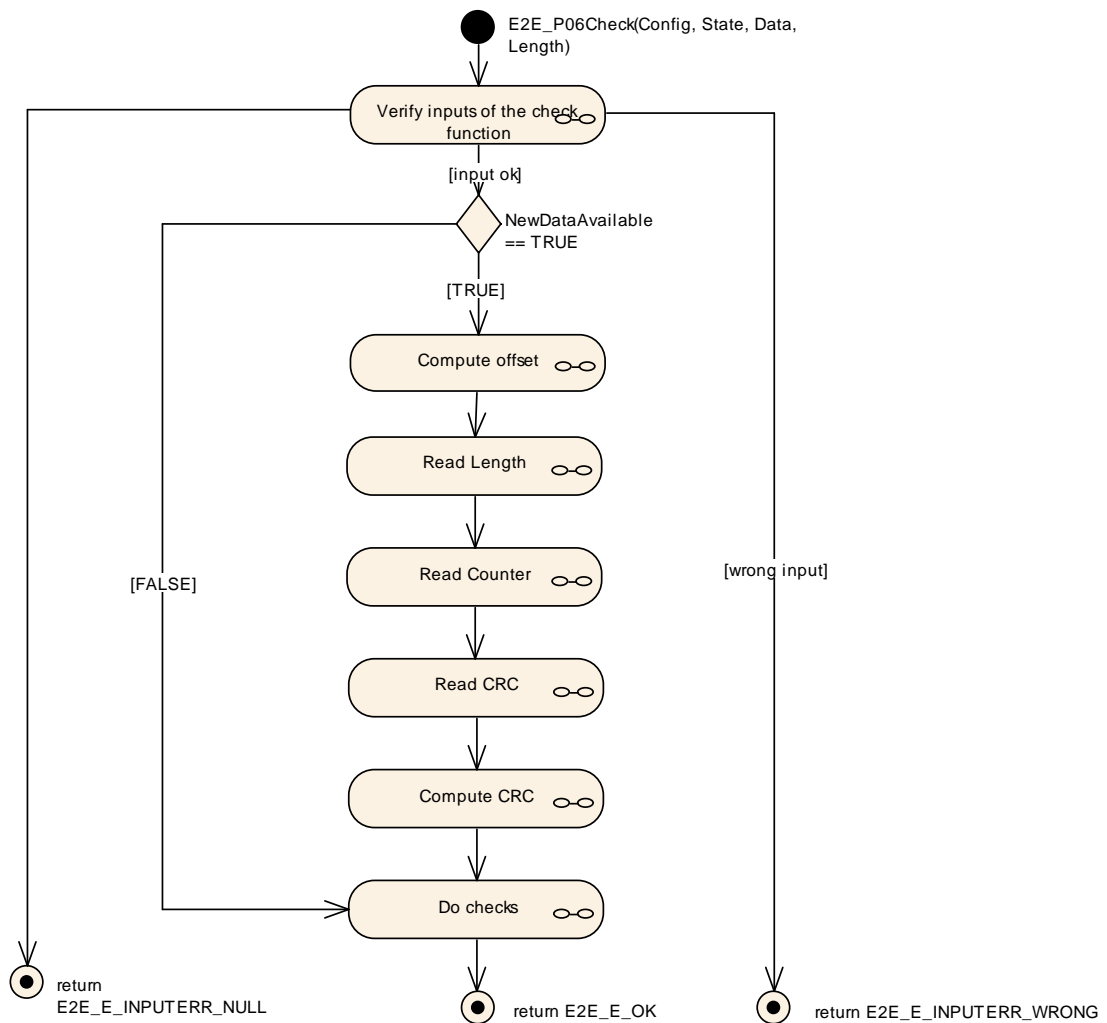 E2E_P06Check(Config, State, Data,
Length)
Verify inputs of the check
function
[input ok]
NewDataAvailable
== TRUE
[TRUE]
Compute offset
Read Length
Read Counter
[FALSE]
[wrong input]
Read CRC
Compute CRC
Do checks
return
E2E_E_INPUTERR_NULL
return E2E_E_OK
return E2E_E_INPUTERR_WRONG